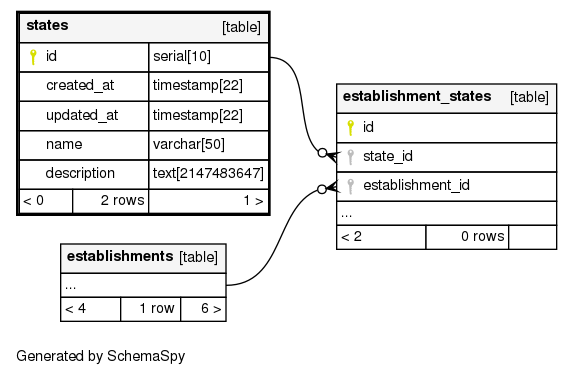 states [table]
id serial[10]
created_at timestamp[22]
updated_at timestamp[22]
name varchar[50]
description text[2147483647]
< 0 2 rows 1 >
establishment_states [table]
id
state_id
establishment_id
...
< 2 0 rows
establishments [table]
...
< 4 1 row 6 >
Generated by SchemaSpy